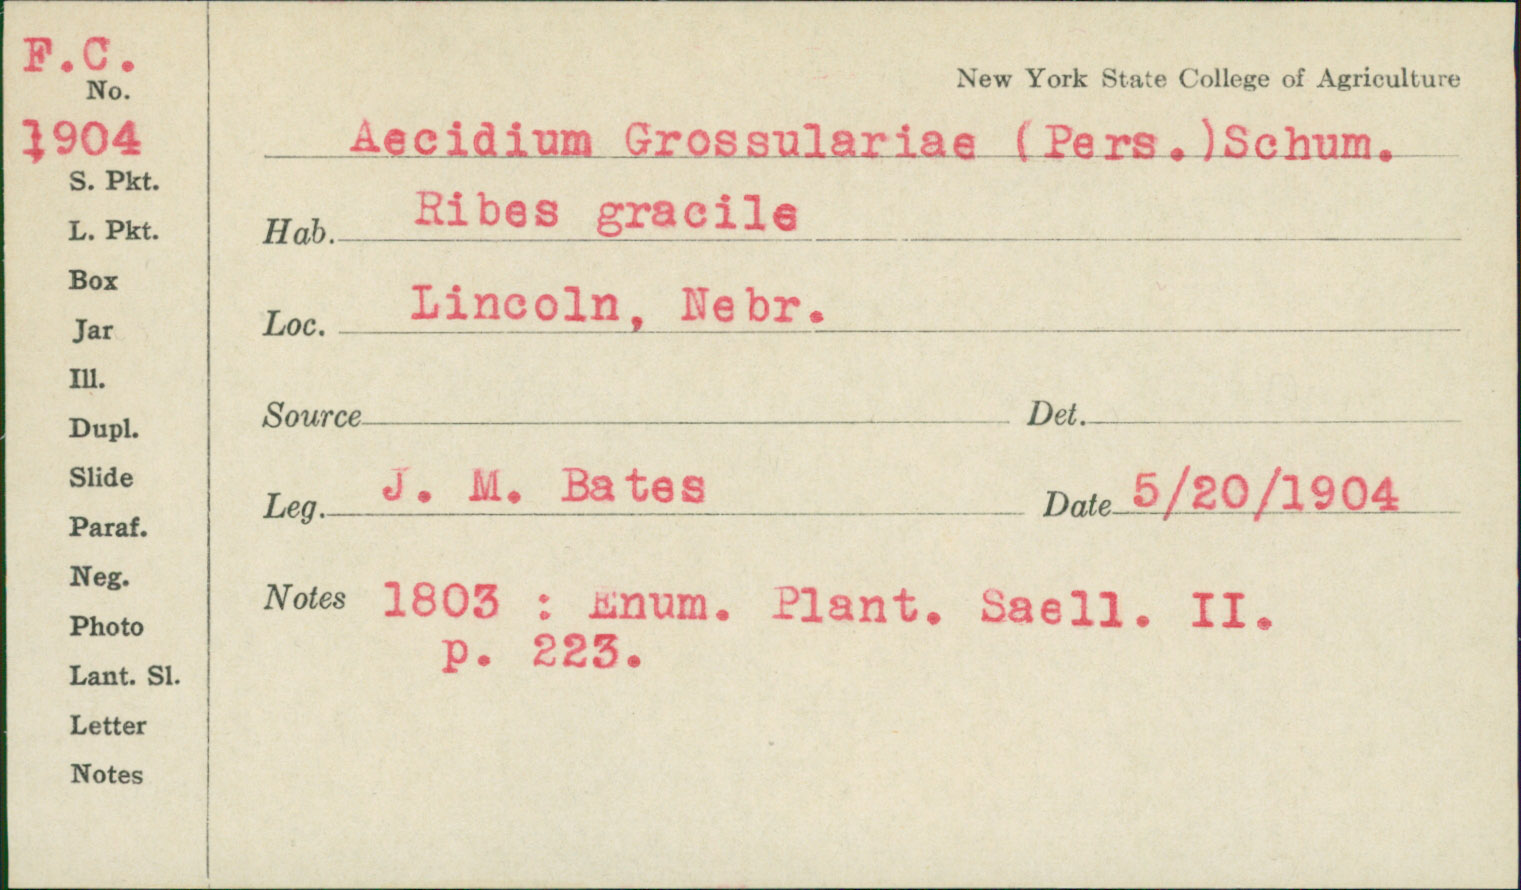 F.C.
No.
1904
S. Pkt.
L. Pkt.
Box
Jar
Ill.
Dupl.
Slide
Paraf.
Neg.
Photo
Lant. Sl.
Letter
Notes
New York State College of Agriculture
Aecidium Grossulariae (Pers.)Schum.
Hab. Ribes gracile
Loc. Lincoln, Nebr.
Source Det.
Leg. J. M. Bates Date 5/20/1904
Notes 1803 : Enum. Plant. Saell. II.
p. 223.